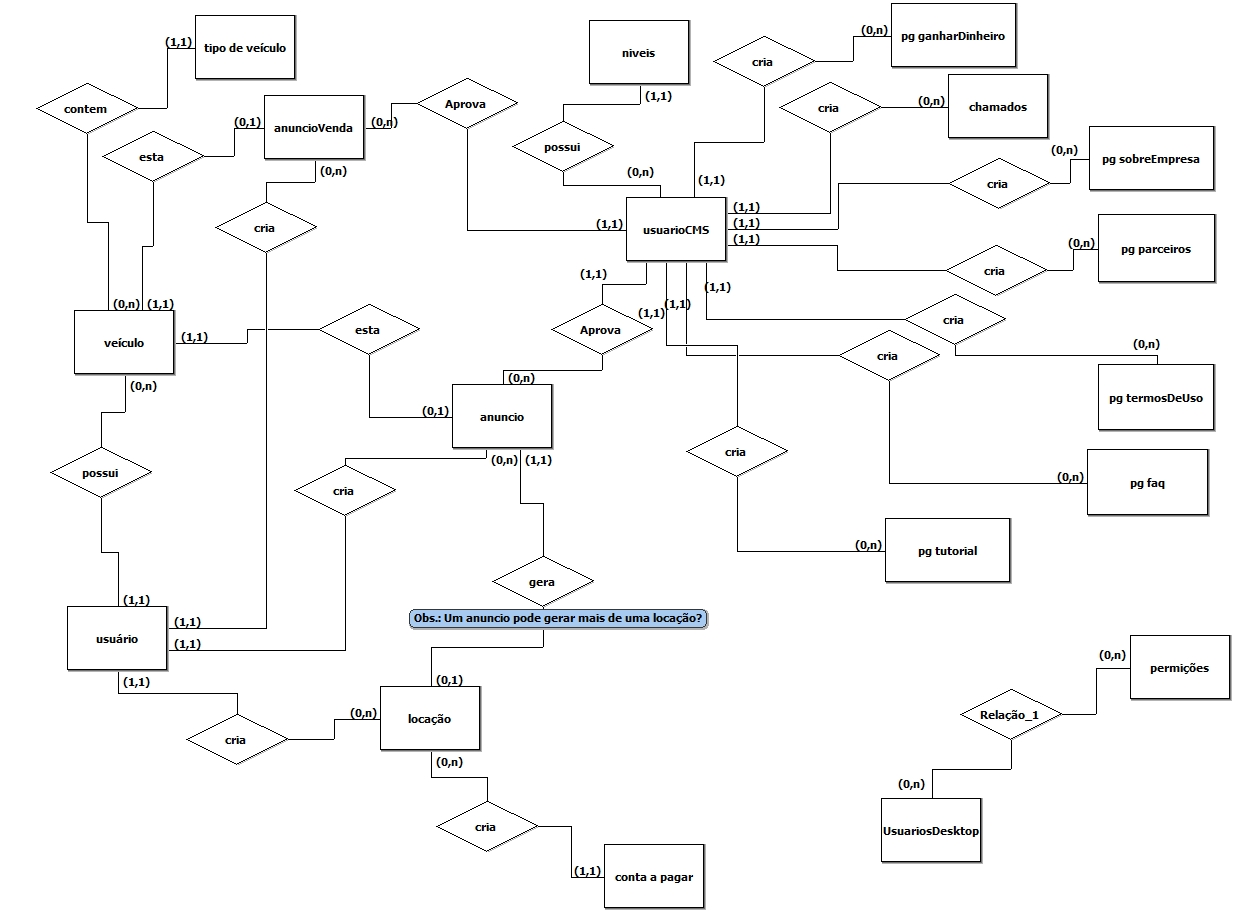 pg ganharDinheiro
(0,n)
tipo de veículo
(1,1)
niveis
cria
(1,1)
contem
Aprova
cria
(0,n)
chamados
anuncioVenda
(0,1)
(0,n)
possui
esta
(0,n)
pg sobreEmpresa
(0,n)
(0,n)
(1,1)
cria
cria
(1,1)
(1,1)
(1,1)
(1,1)
usuarioCMS
(1,1)
(0,n)
pg parceiros
cria
(1,1)
(1,1)
(0,n)
(1,1)
(1,1)
(1,1)
cria
veículo
(1,1)
esta
Aprova
cria
(0,n)
(0,n)
(0,n)
pg termosDeUso
(0,1)
anuncio
cria
(0,n)
(1,1)
possui
cria
(0,n)
pg faq
(0,n)
pg tutorial
gera
(1,1)
Obs.: Um anuncio pode gerar mais de uma locação?
(1,1)
usuário
(1,1)
(0,n)
permições
(1,1)
(0,1)
(0,n)
locação
Relação_1
cria
(0,n)
(0,n)
cria
UsuariosDesktop
(1,1)
conta a pagar